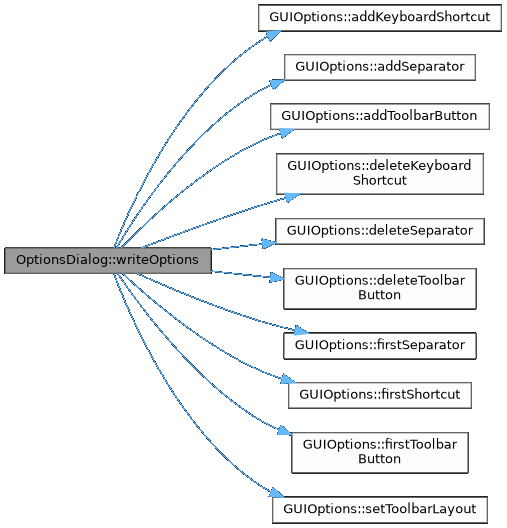 GUIOptions::addKeyboardShortcut
GUIOptions::addSeparator
GUIOptions::addToolbarButton
GUIOptions::deleteKeyboard
Shortcut
GUIOptions::deleteSeparator
OptionsDialog::writeOptions
GUIOptions::deleteToolbar
Button
GUIOptions::firstSeparator
GUIOptions::firstShortcut
GUIOptions::firstToolbar
Button
GUIOptions::setToolbarLayout